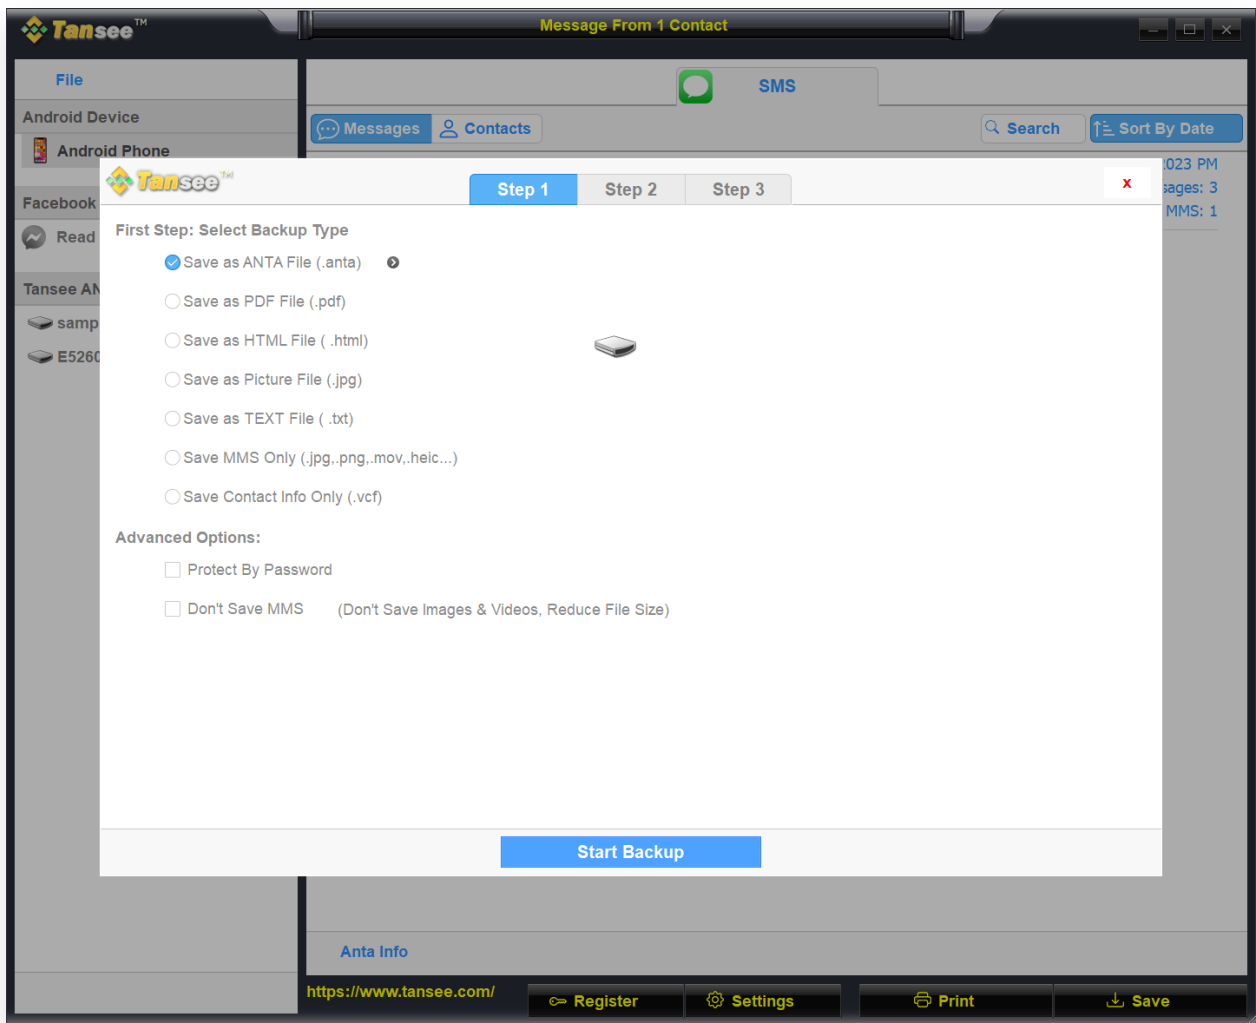 Tansee™
Message From 1 Contact
File
SMS
Android Device
Messages
Contacts
Search
Sort By Date
Android Phone
2023 PM
Tansee™
Step 1
Step 2
Step 3
x
sages: 3
Facebook
MMS: 1
First Step: Select Backup Type
Read
Save as ANTA File (.anta)
Tansee AN
Save as PDF File (.pdf)
samp
Save as HTML File ( .html)
E5260
Save as Picture File (.jpg)
Save as TEXT File ( .txt)
Save MMS Only (.jpg,.png,.mov,.heic...)
Save Contact Info Only (.vcf)
Advanced Options:
Protect By Password
Don't Save MMS (Don't Save Images & Videos, Reduce File Size)
Start Backup
Anta Info
https://www.tansee.com/
Register
Settings
Print
Save